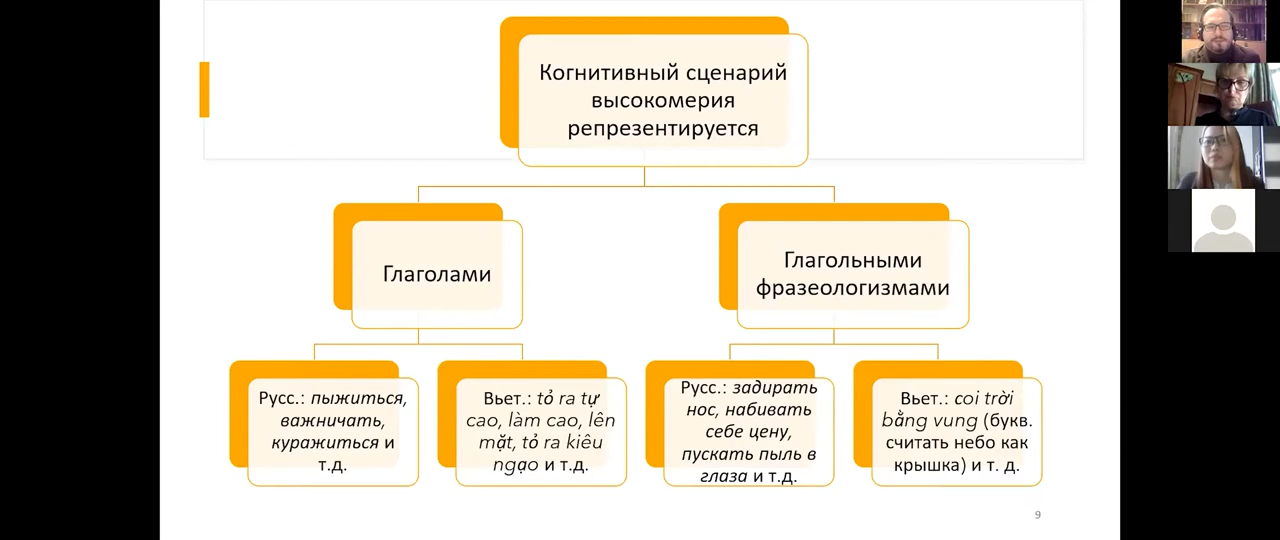 Когнитивный сценарий
высокомерия
репрезентируется
Глаголами
Глагольными
фразеологизмами
Русс.: пыжиться,
важничать,
куражиться и
т.д.
Вьет.: tỏ ra tự
cao, làm cao, lên
mặt, tỏ ra kiêu
ngạo и т.д.
Русс.: задирать
нос, набивать
себе цену,
пускать пыль в
глаза и т.д.
Вьет.: coi trời
bằng vung (букв.
считать небо как
крышка) и т. д.
9